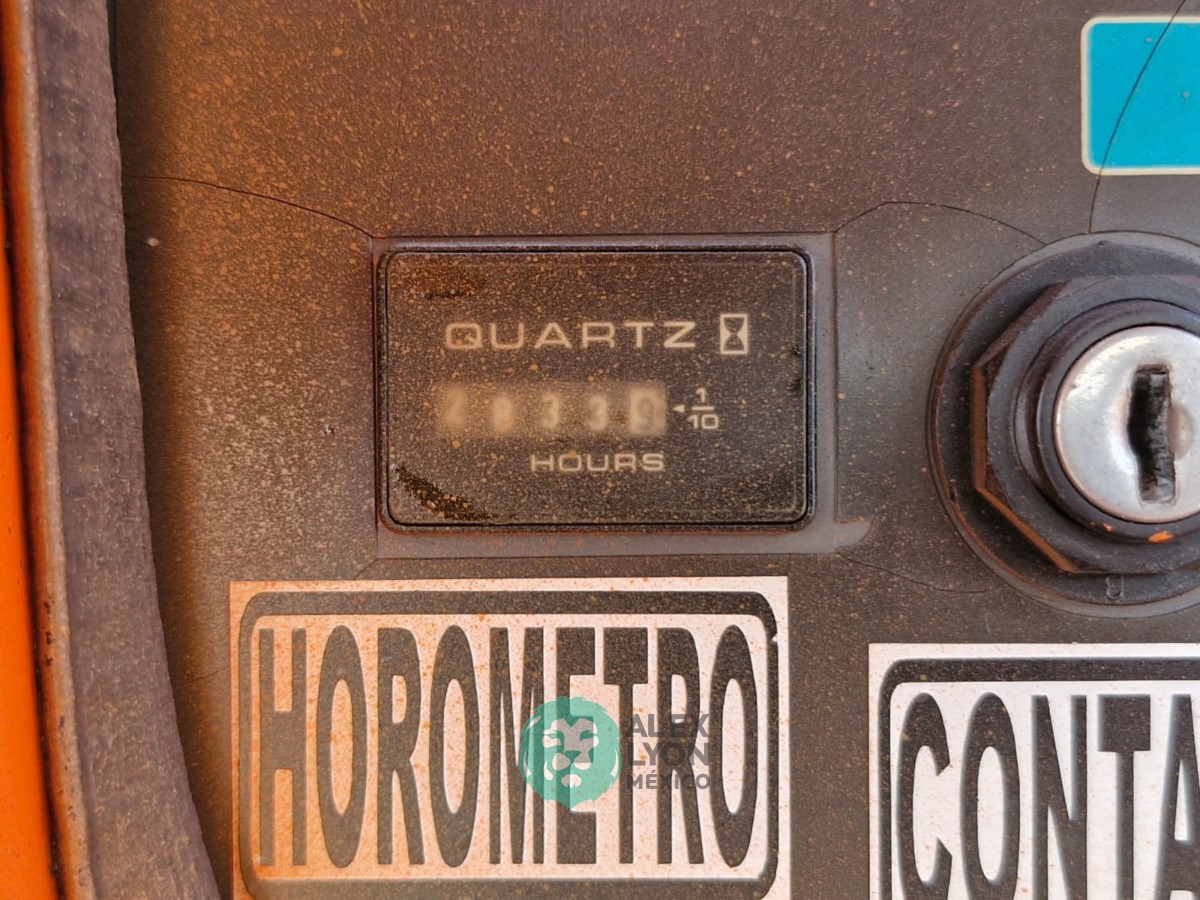 QUARTZ
1/10
HOURS
HOROMETRO
CONTA
ALEX
LYON
MÉXICO